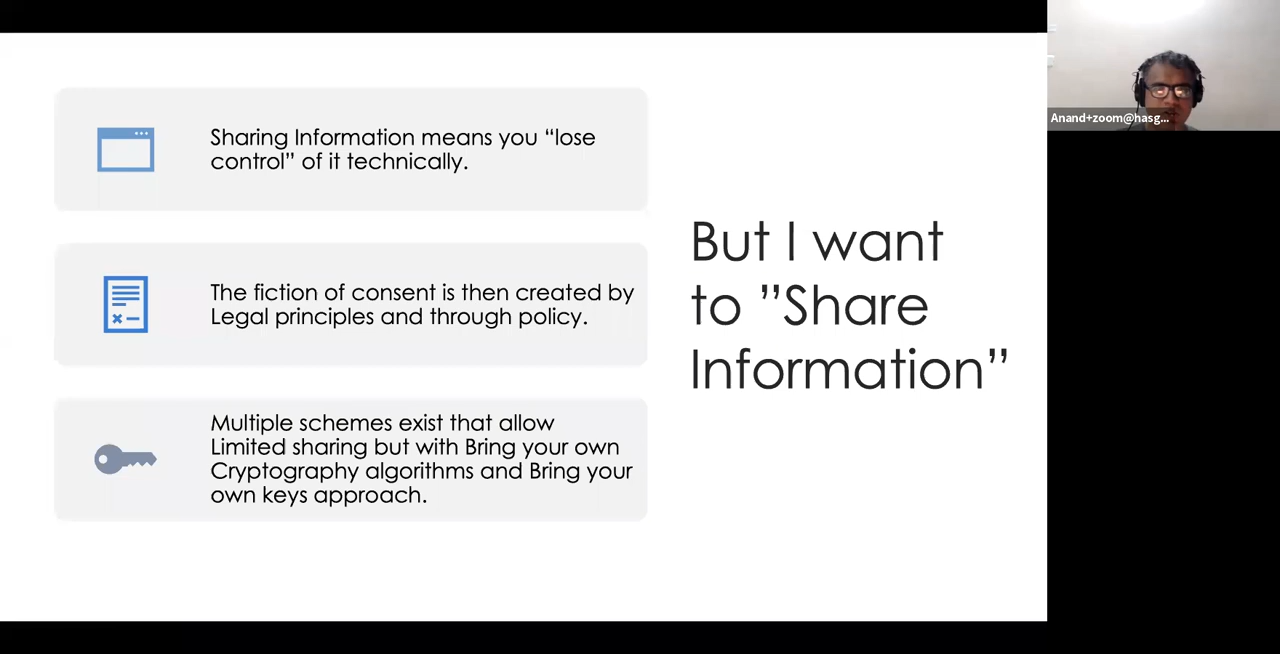 Sharing Information means you “lose
control” of it technically.
The fiction of consent is then created by
Legal principles and through policy.
Multiple schemes exist that allow
Limited sharing but with Bring your own
Cryptography algorithms and Bring your
own keys approach.
But I want
to ”Share
Information”
Anand+zoom@hasg...